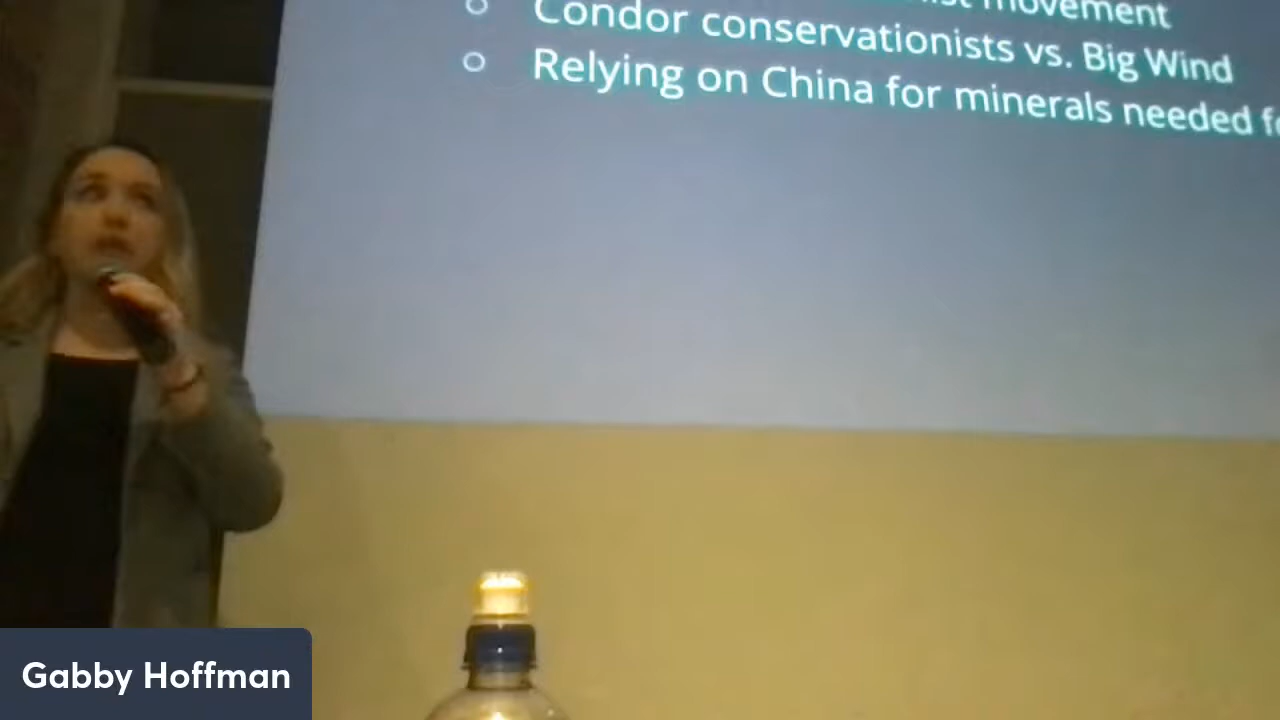 movement
Condor conservationists vs. Big Wind
Relying on China for minerals needed
Gabby Hoffman